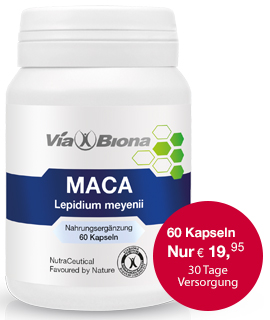 Vía Biona
MACA
Lepidium meyenii
Nahrungsergänzung
60 Kapseln
NutraCeutical
Favoured by Nature
60 Kapseln
Nur € 19,95
30 Tage
Versorgung